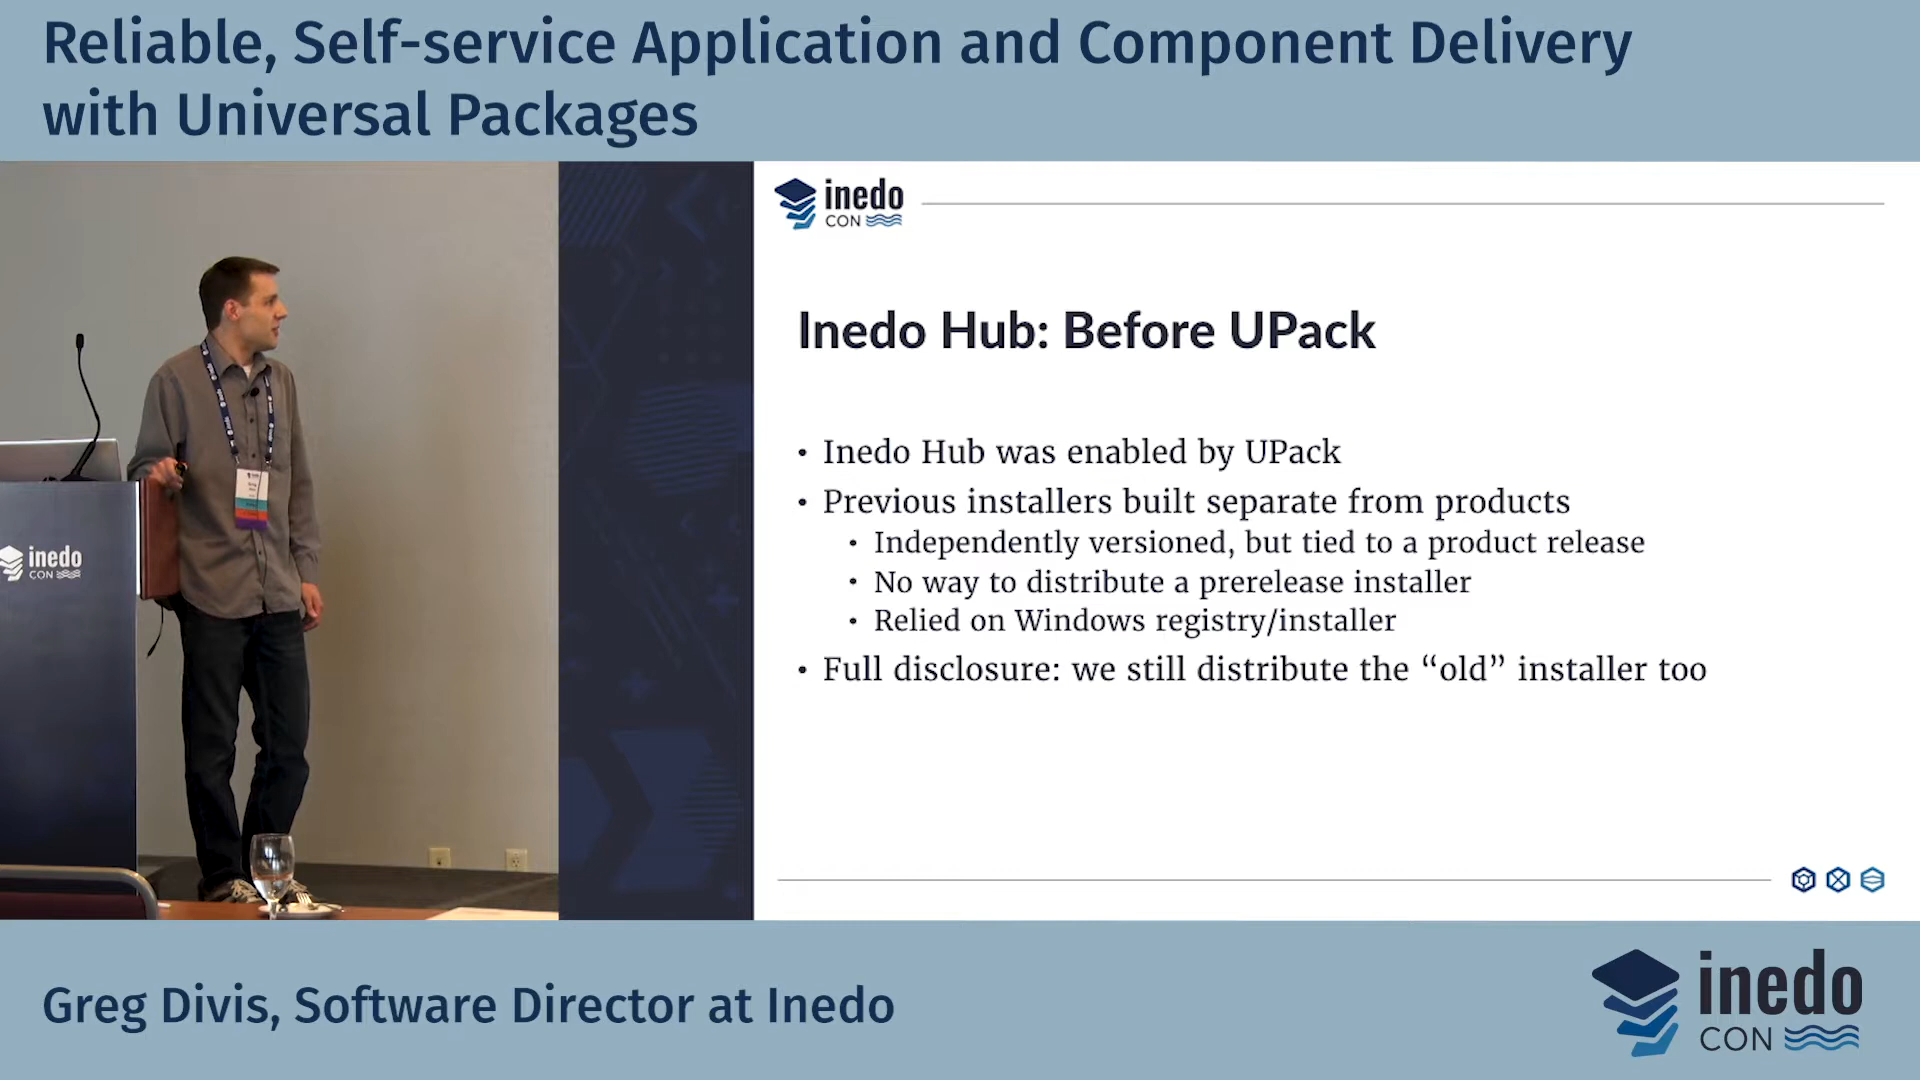 Reliable, Self-service Application and Component Delivery
with Universal Packages
inedo
CON
Inedo Hub: Before UPack
• Inedo Hub was enabled by UPack
• Previous installers built separate from products
• Independently versioned, but tied to a product release
• No way to distribute a prerelease installer
• Relied on Windows registry/installer
• Full disclosure: we still distribute the “old” installer too
inedo
CON
Greg Divis, Software Director at Inedo
inedo
CON